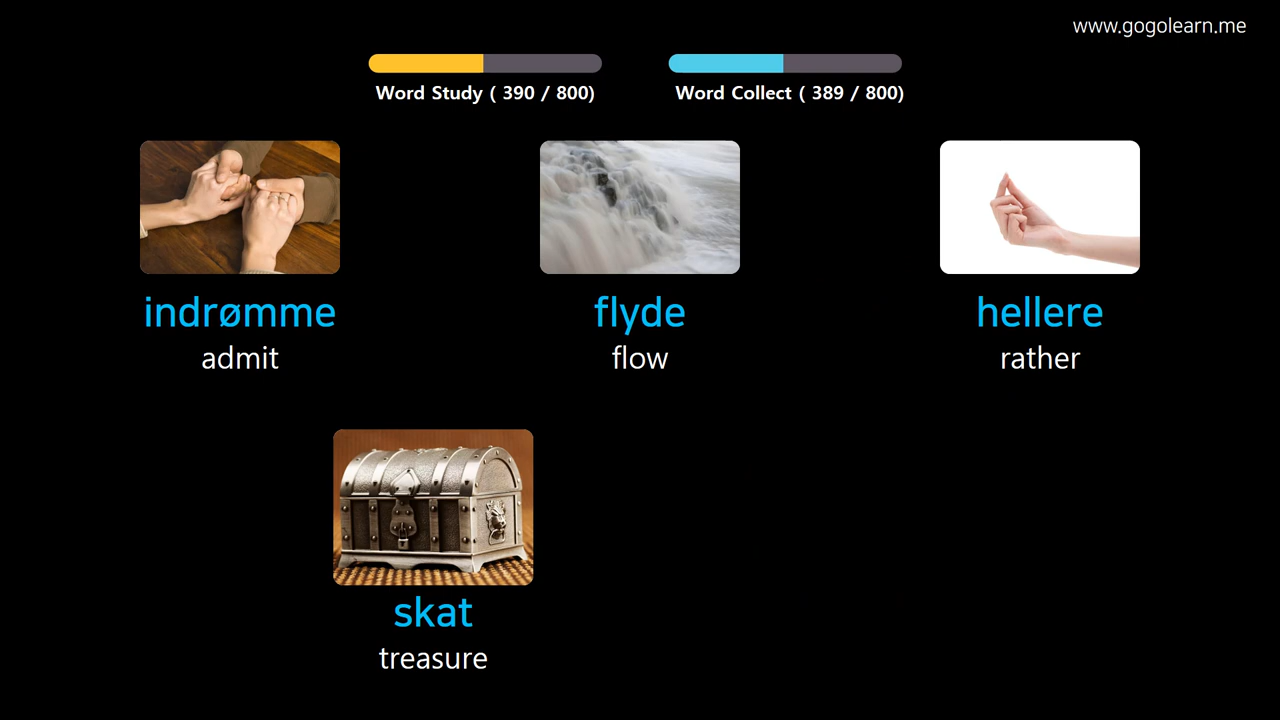 www.gogolearn.me
Word Study ( 390 / 800)
Word Collect ( 389 / 800)
indrømme
admit
flyde
flow
hellere
rather
skat
treasure